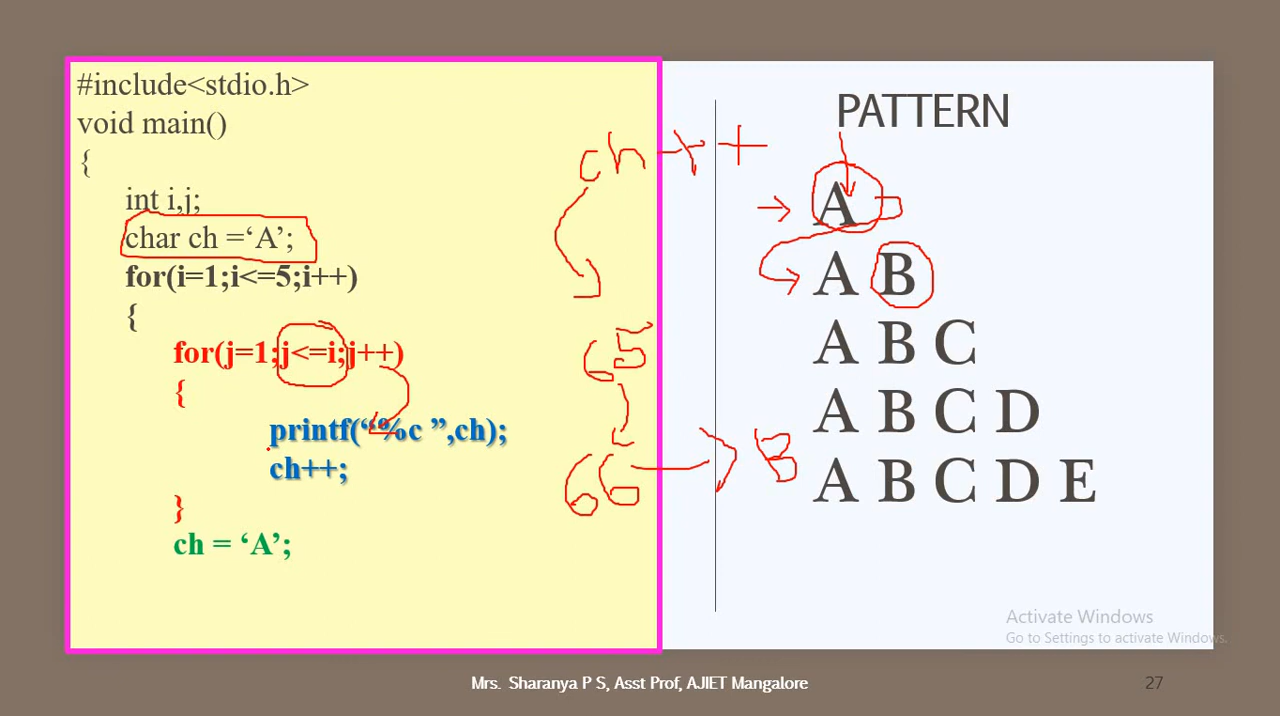 #include<stdio.h>
void main()
{
int i,j;
char ch =‘A’;
for(i=1;i<=5;i++)
{
for(j=1;j<=i;j++)
{
printf(“%c ”,ch);
ch++;
}
ch = ‘A’;
ch++
65
66 B
PATTERN
A
A B
A B C
A B C D
A B C D E
Activate Windows
Go to Settings to activate Windows.
Mrs. Sharanya P S, Asst Prof, AJIET Mangalore
27